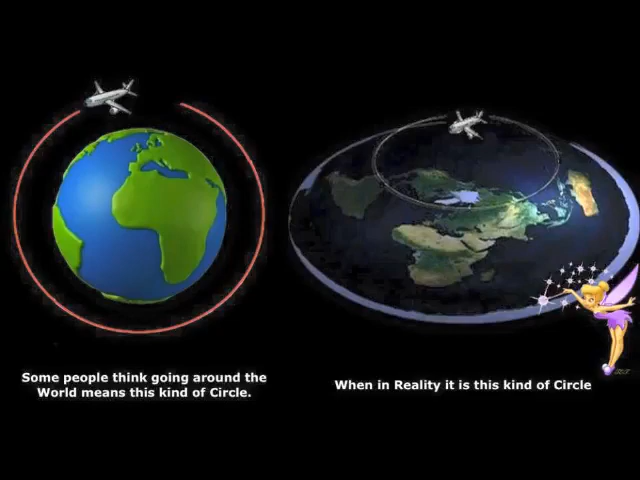 Some people think going around the
World means this kind of Circle.
When in Reality it is this kind of Circle